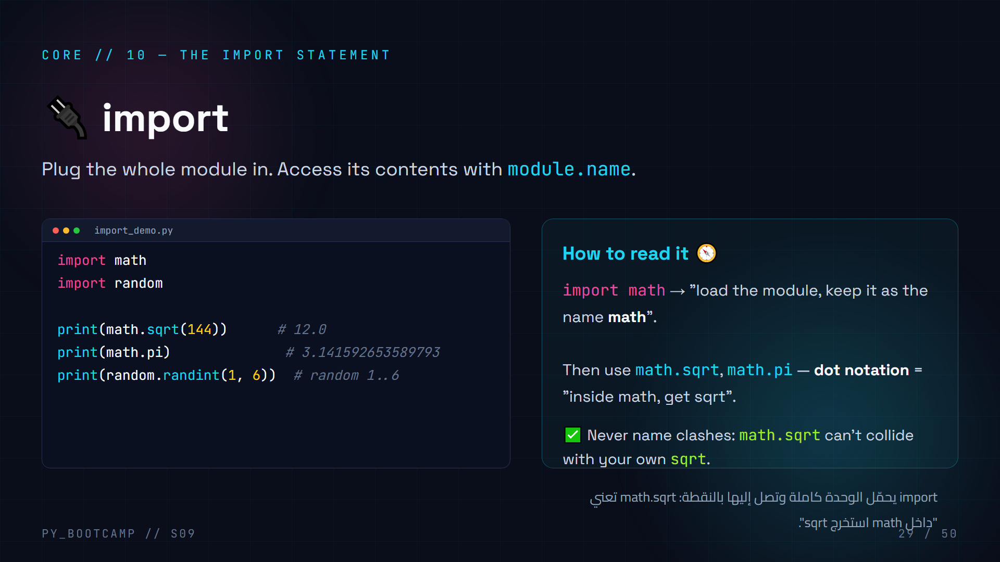 CORE // 10 — THE IMPORT STATEMENT
import
Plug the whole module in. Access its contents with module.name.
import_demo.py
import math
import random
print(math.sqrt(144))      # 12.0
print(math.pi)              # 3.141592653589793
print(random.randint(1, 6))  # random 1..6
How to read it
import math → ”load the module, keep it as the
name math”.
Then use math.sqrt, math.pi — dot notation =
”inside math, get sqrt”.
✅ Never name clashes: math.sqrt can’t collide
with your own sqrt.
import يحمّل الوحدة كاملة وتصل إليها بالنقطة: math.sqrt تعني
"داخل math استخرج sqrt".
PY_BOOTCAMP // S09
29 / 50